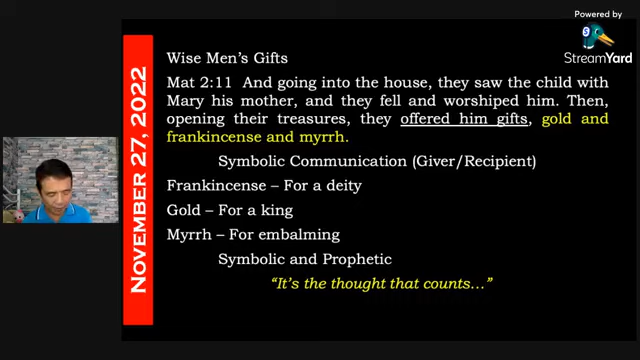 Powered by
StreamYard
NOVEMBER 27, 2022
Wise Men's Gifts
Mat 2:11 And going into the house, they saw the child with
Mary his mother, and they fell and worshiped him. Then,
opening their treasures, they offered him gifts, gold and
frankincense and myrrh.
Symbolic Communication (Giver/Recipient)
Frankincense – For a deity
Gold – For a king
Myrrh – For embalming
Symbolic and Prophetic
"It's the thought that counts…"